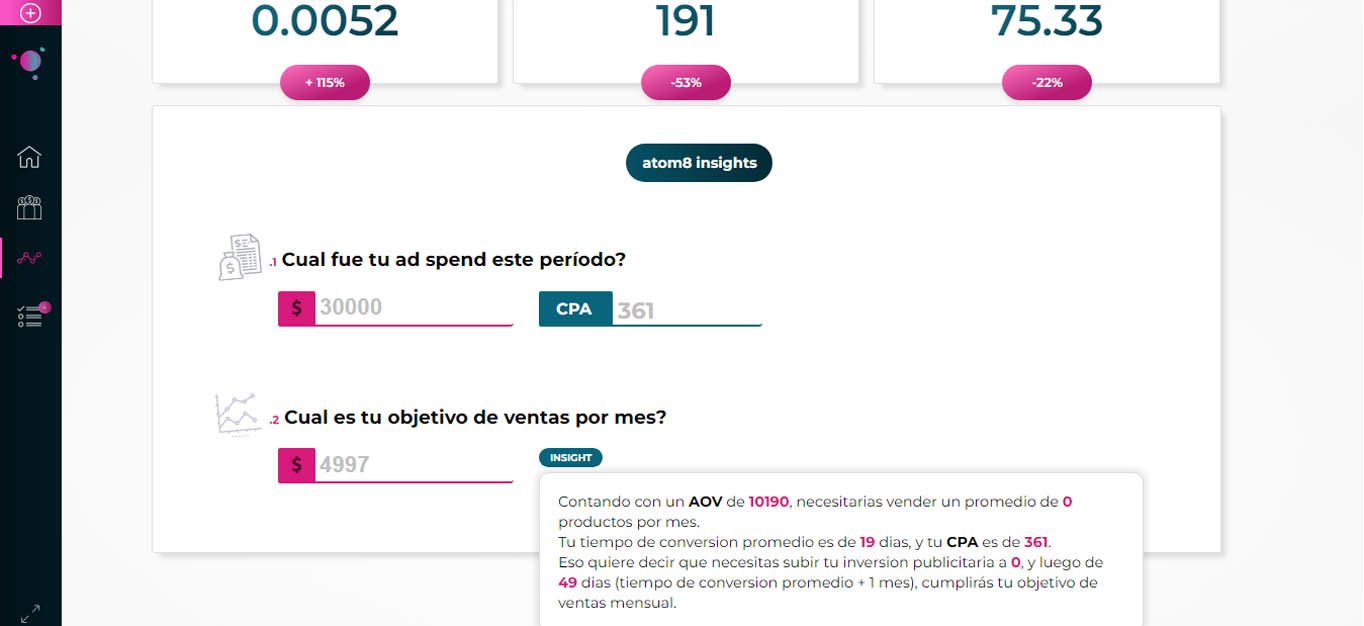 0.0052
191
75.33
+ 115%
-53%
-22%
atom8 insights
.1 Cual fue tu ad spend este período?
$ 30000
CPA 361
.2 Cual es tu objetivo de ventas por mes?
$ 4997
INSIGHT
Contando con un AOV de 10190, necesitarias vender un promedio de 0
productos por mes.
Tu tiempo de conversion promedio es de 19 dias, y tu CPA es de 361.
Eso quiere decir que necesitas subir tu inversion publicitaria a 0, y luego de
49 dias (tiempo de conversion promedio + 1 mes), cumplirás tu objetivo de
ventas mensual.